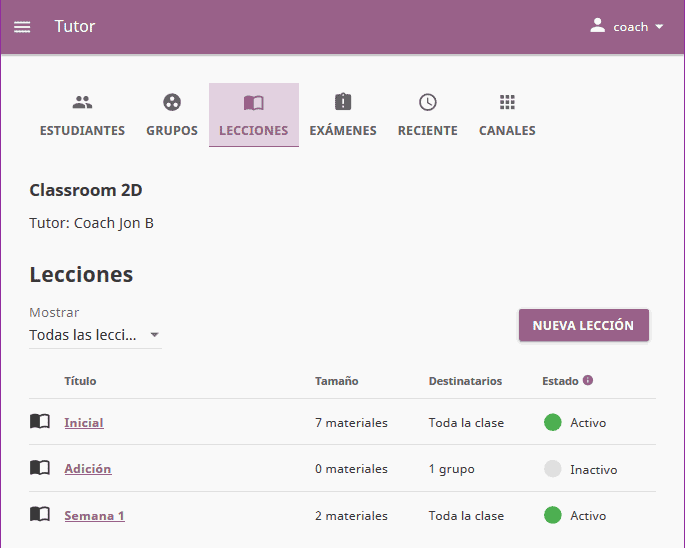 Tutor
coach
ESTUDIANTES GRUPOS LECCIONES EXÁMENES RECIENTE CANALES
Classroom 2D
Tutor: Coach Jon B
Lecciones
Mostrar
Todas las lecci...
NUEVA LECCIÓN
Título Tamaño Destinatarios Estado
Inicial 7 materiales Toda la clase Activo
Adición 0 materiales 1 grupo Inactivo
Semana 1 2 materiales Toda la clase Activo